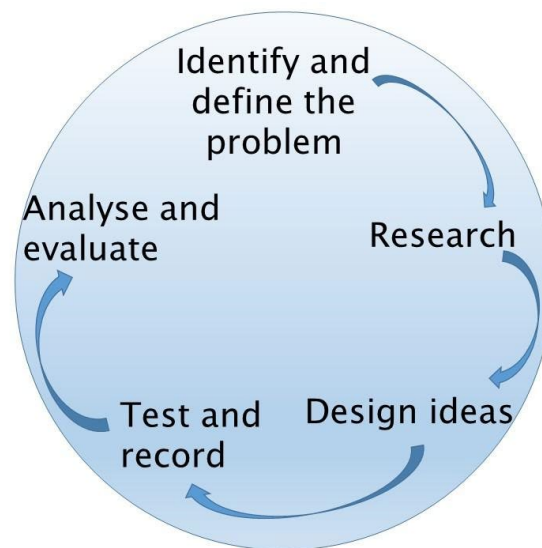 Identify and
define the
problem
Research
Design ideas
Test and
record
Analyse and
evaluate